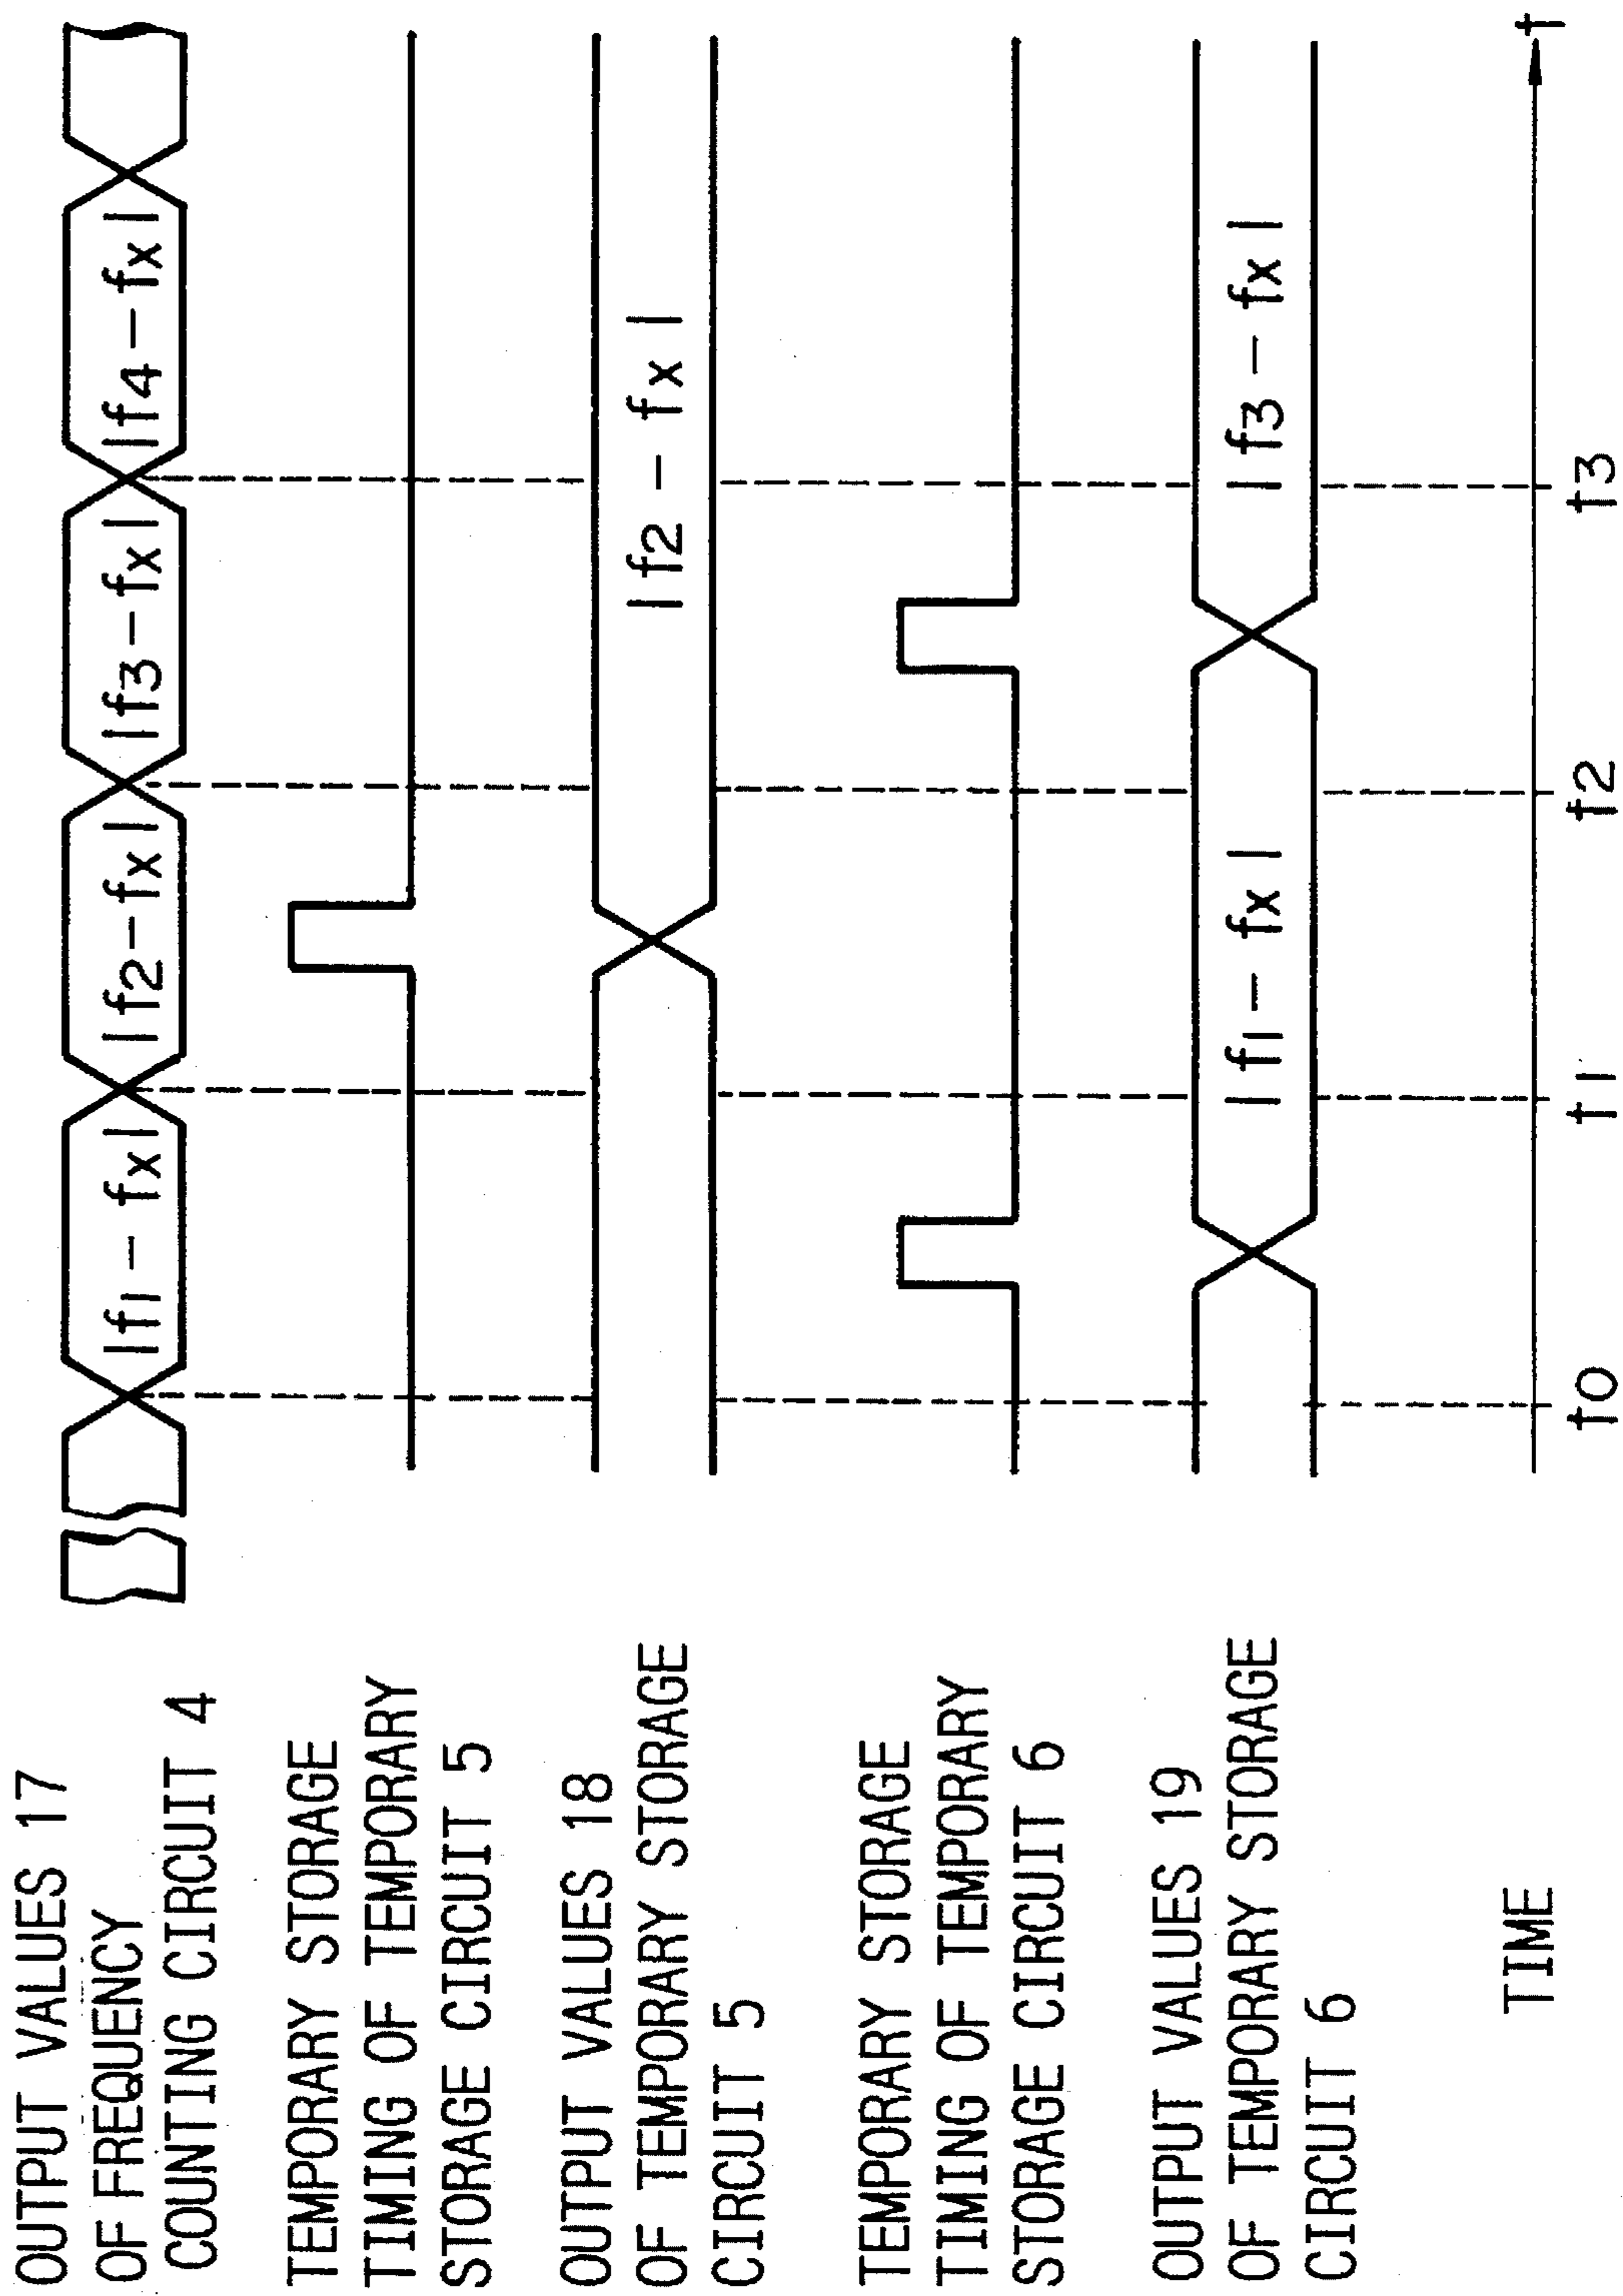 OUTPUT VALUES 17
OF FREQUENCY
COUNTING CIRCUIT 4
|f1-fx| |f2-fx| |f3-fx| |f4-fx|
TEMPORARY STORAGE
TIMING OF TEMPORARY
STORAGE CIRCUIT 5
OUTPUT VALUES 18
OF TEMPORARY STORAGE
CIRCUIT 5
|f2-fx|
TEMPORARY STORAGE
TIMING OF TEMPORARY
STORAGE CIRCUIT 6
OUTPUT VALUES 19
OF TEMPORARY STORAGE
CIRCUIT 6
|f1-fx| |f3-fx|
TIME
t
t0 t1 t2 t3